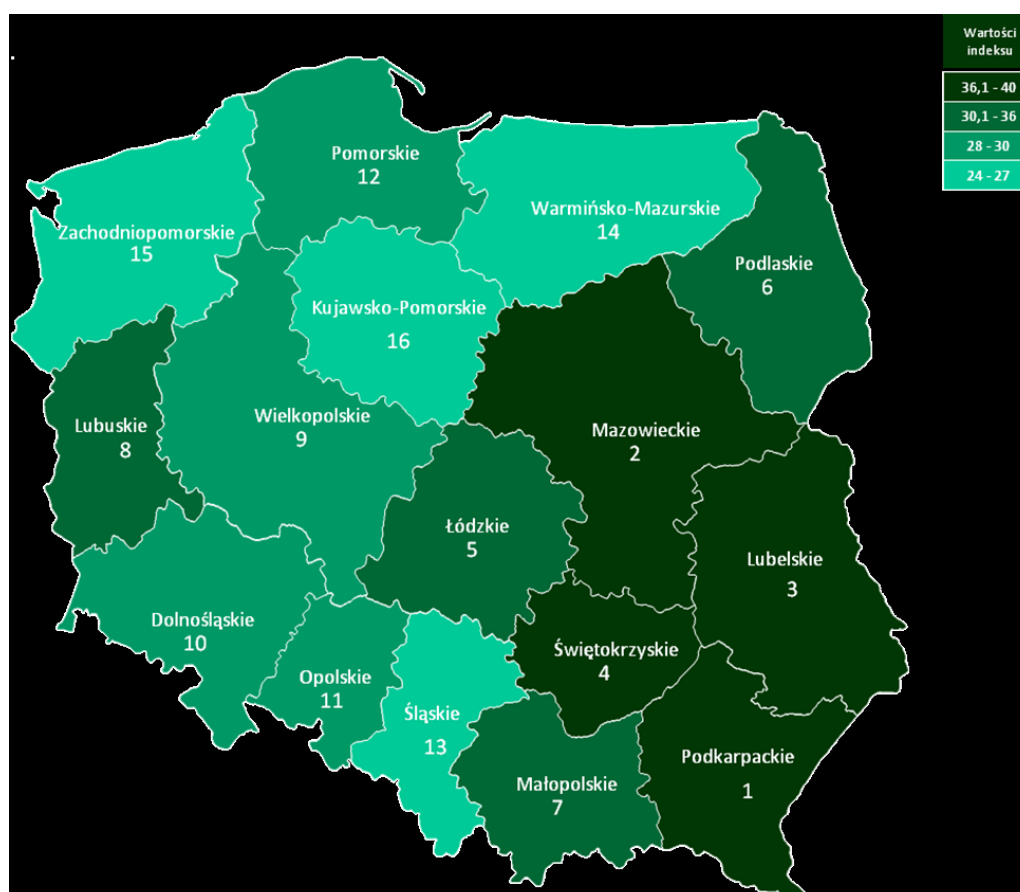 Wartości
indeksu
36,1 - 40
30,1 - 36
28 - 30
24 - 27
Pomorskie
12
Warmińsko-Mazurskie
14
Zachodniopomorskie
15
Podlaskie
6
Kujawsko-Pomorskie
16
Wielkopolskie
9
Lubuskie
8
Mazowieckie
2
Łódzkie
5
Lubelskie
3
Dolnośląskie
10
Świętokrzyskie
4
Opolskie
11
Śląskie
13
Podkarpackie
1
Małopolskie
7